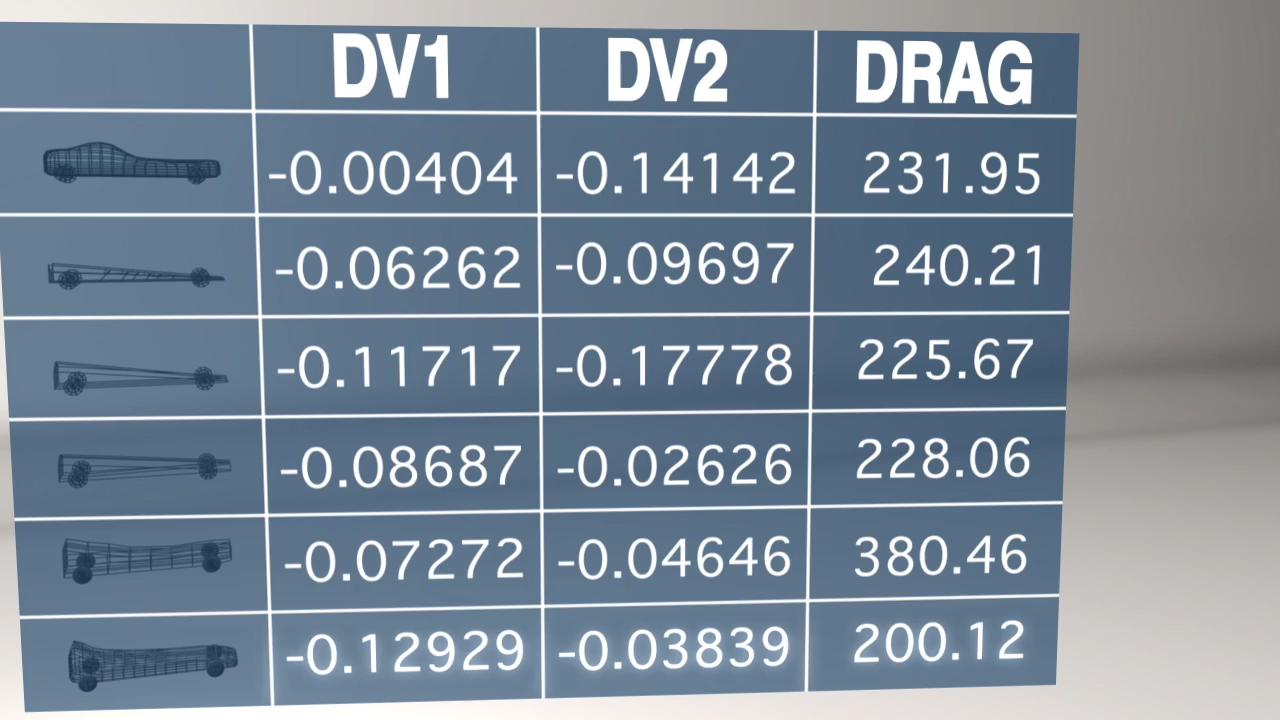 DV1 DV2 DRAG
-0.00404 -0.14142 231.95
-0.06262 -0.09697 240.21
-0.11717 -0.17778 225.67
-0.08687 -0.02626 228.06
-0.07272 -0.04646 380.46
-0.12929 -0.03839 200.12